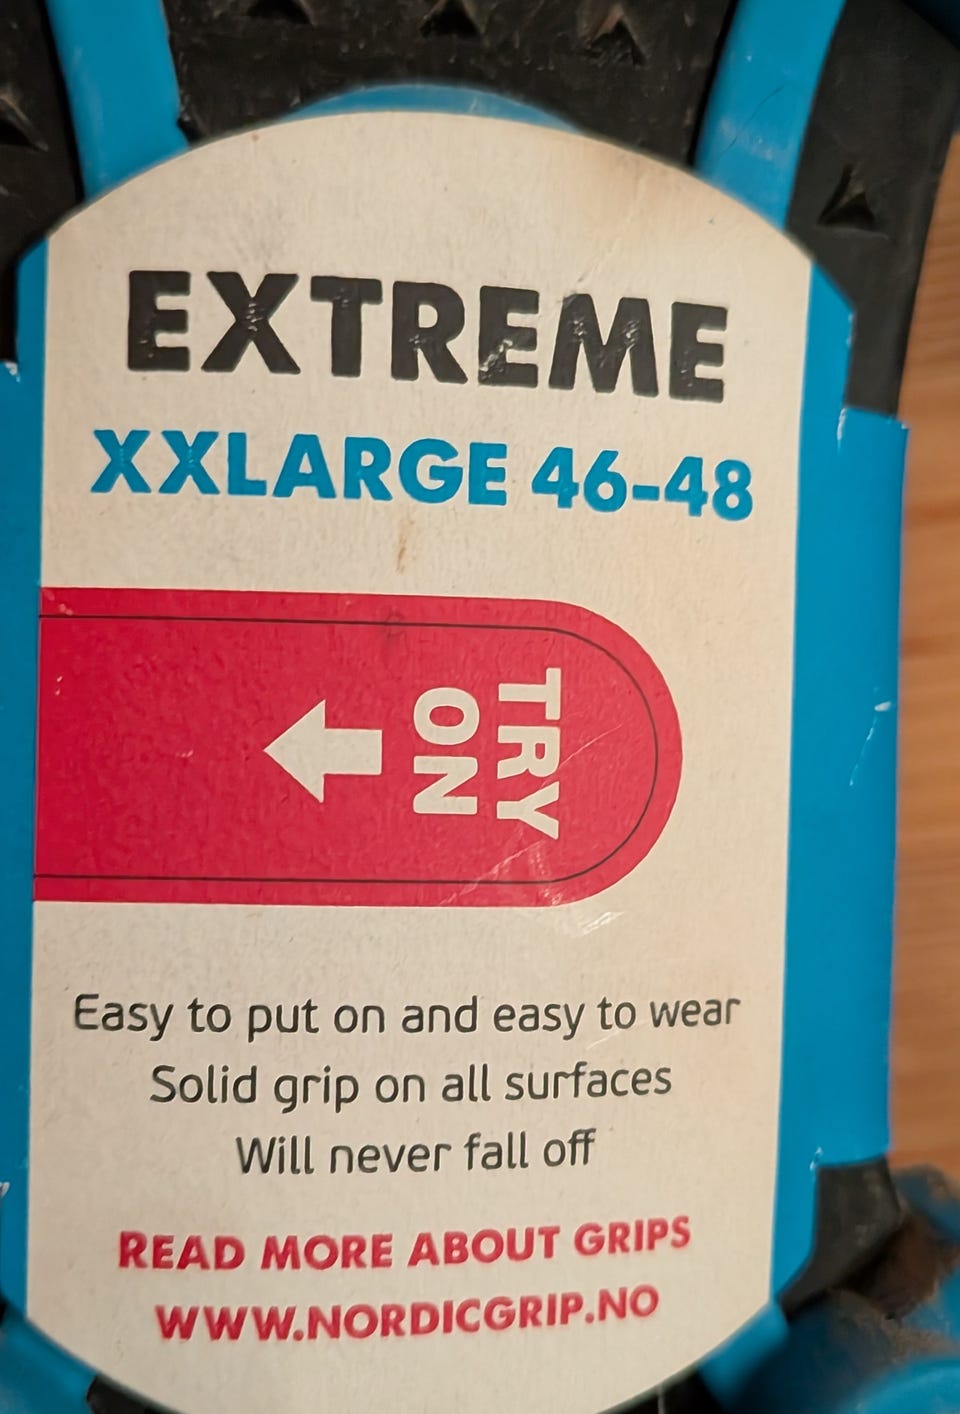 EXTREME
XXLARGE 46-48
TRY
ON
Easy to put on and easy to wear
Solid grip on all surfaces
Will never fall off
READ MORE ABOUT GRIPS
WWW.NORDICGRIP.NO